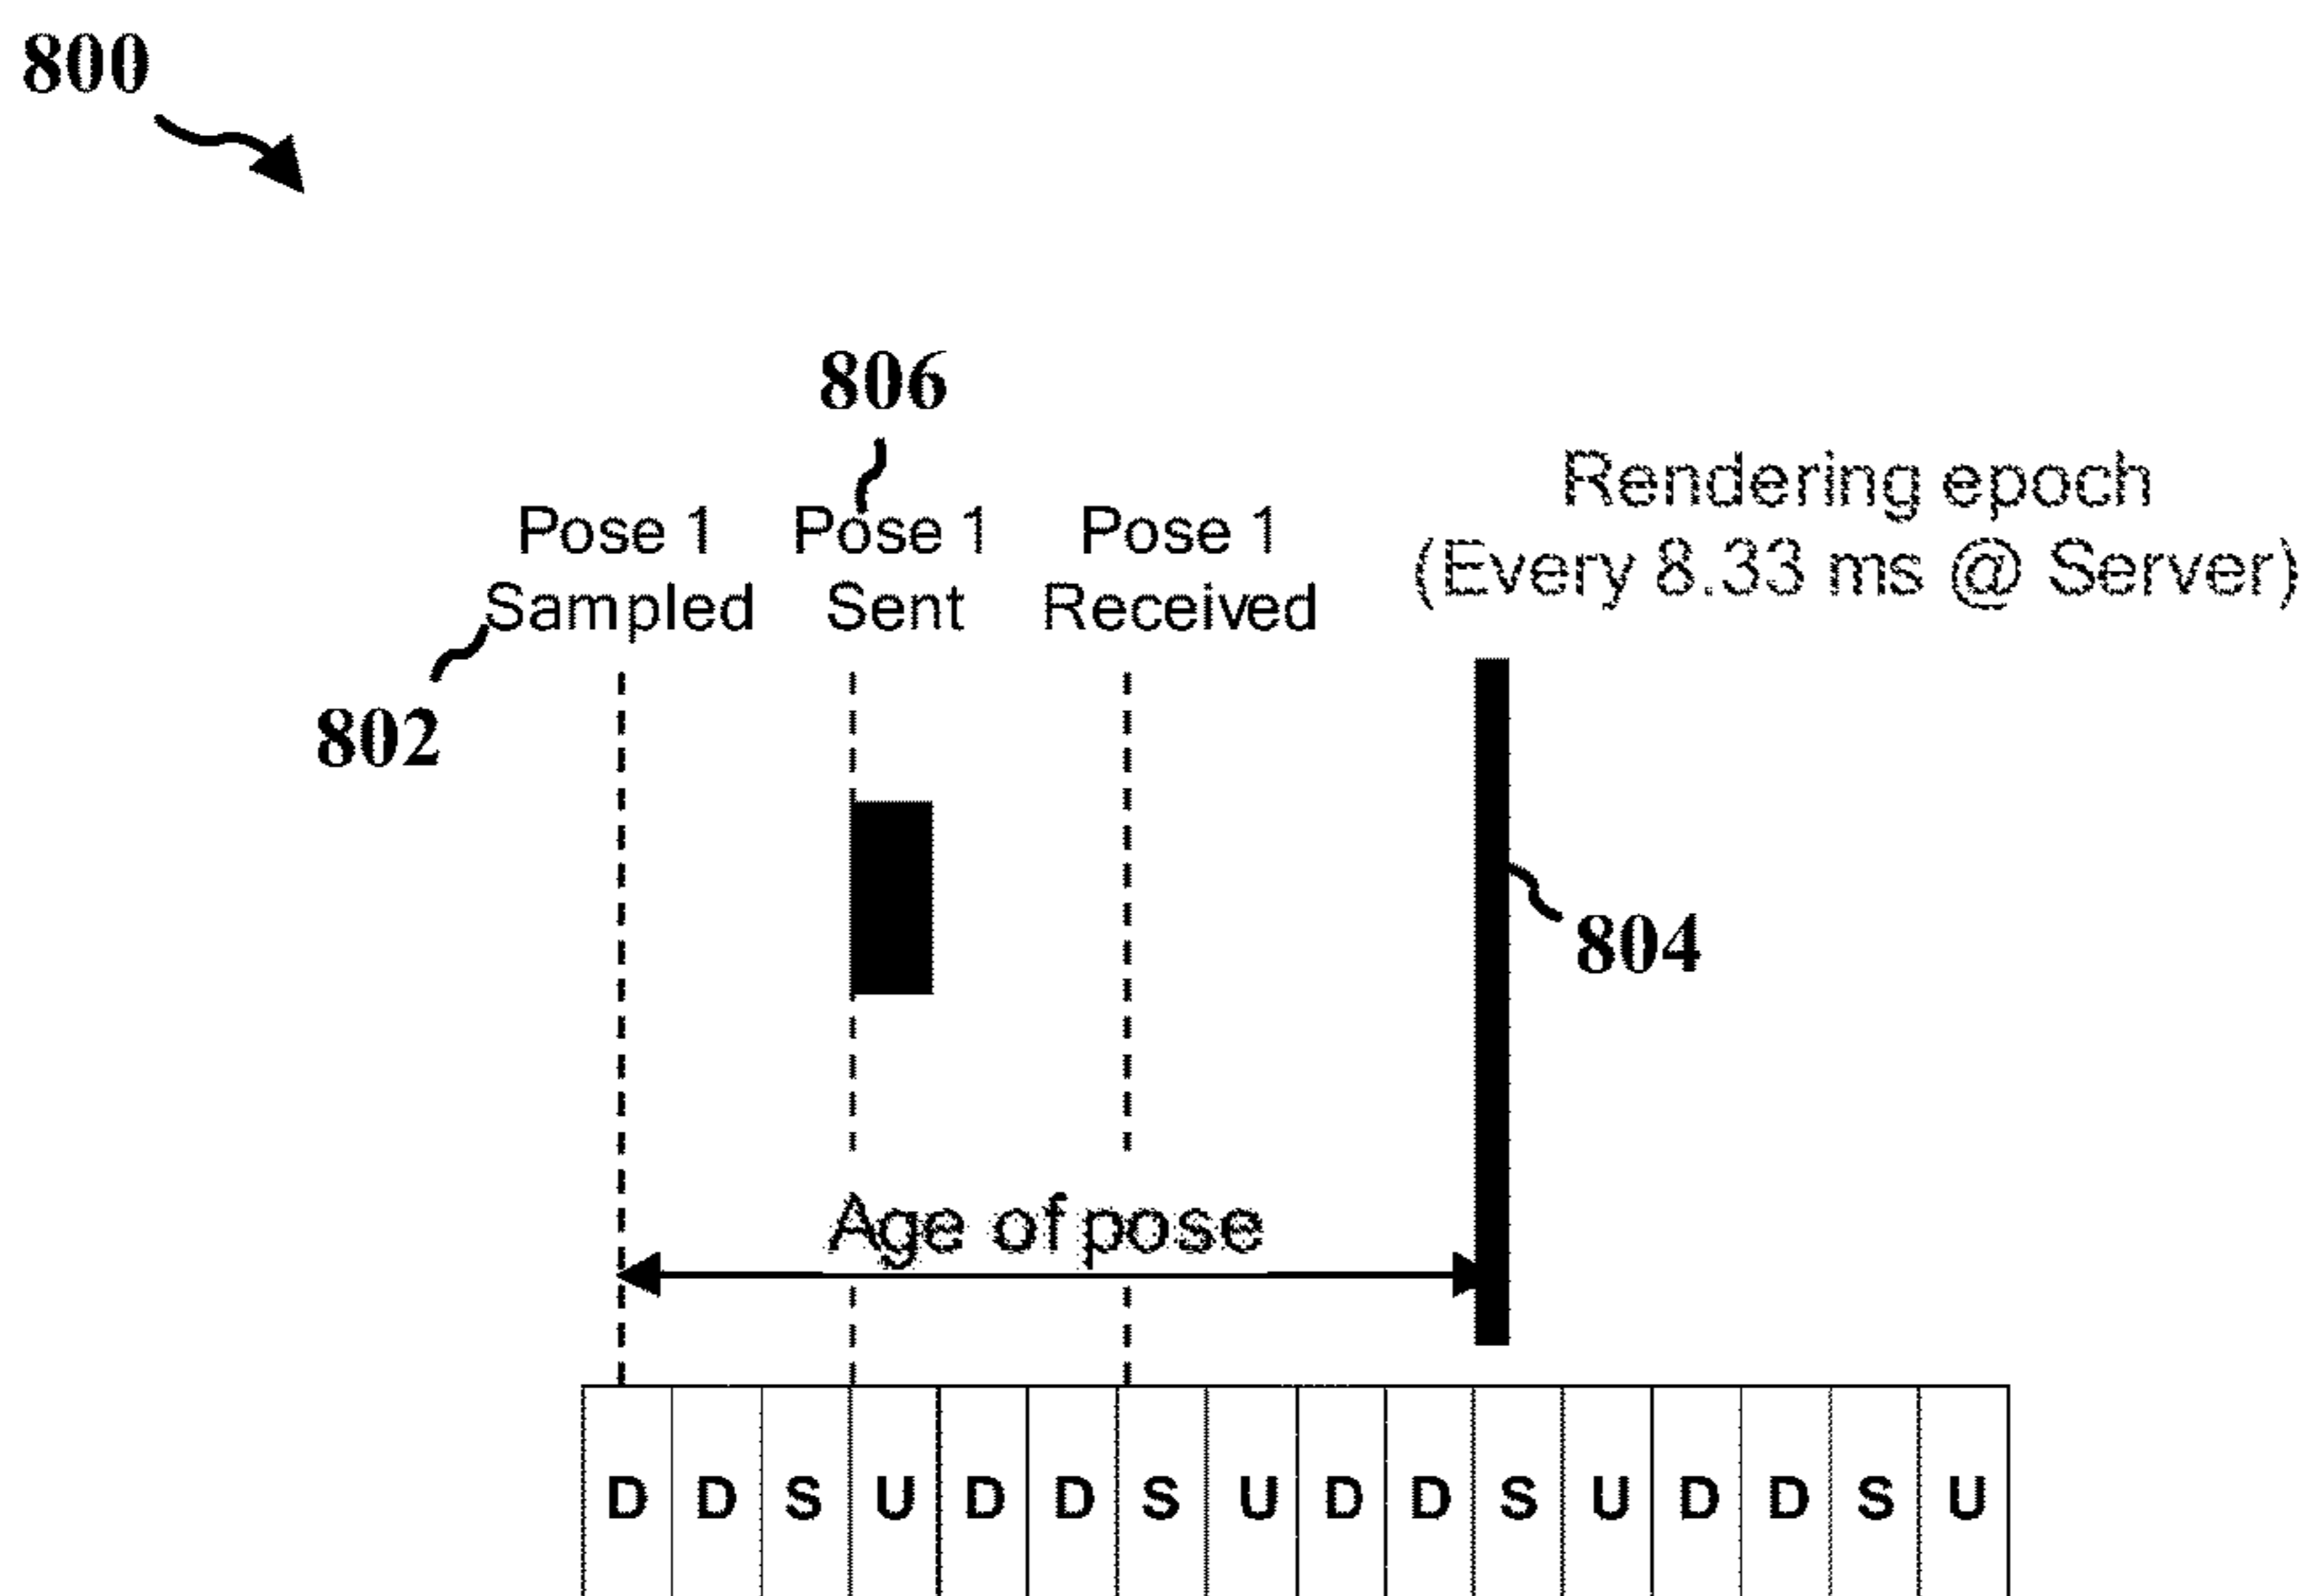 800
806
Rendering epoch
(Every 8.33 ms @ Server)
Pose 1
Sampled
Pose 1
Sent
Pose 1
Received
802
804
Age of pose
D D S U D D S U D D S U D D S U